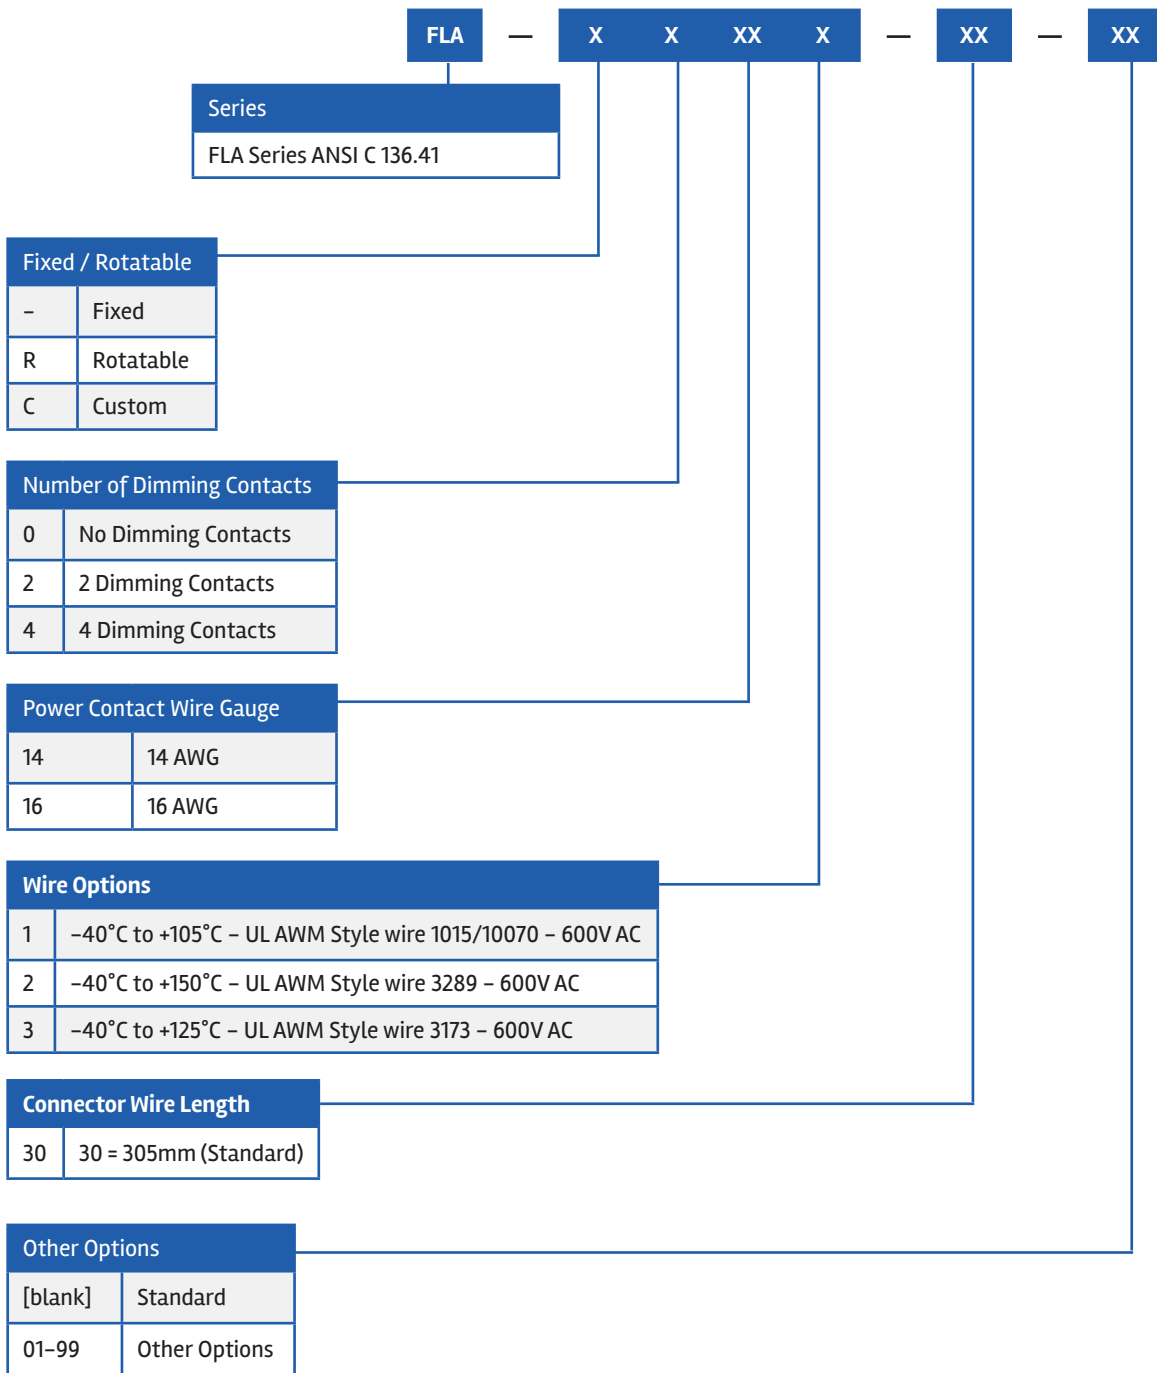 FLA — X X XX X — XX — XX
Series
FLA Series ANSI C 136.41
Fixed / Rotatable
– Fixed
R Rotatable
C Custom
Number of Dimming Contacts
0 No Dimming Contacts
2 2 Dimming Contacts
4 4 Dimming Contacts
Power Contact Wire Gauge
14 14 AWG
16 16 AWG
Wire Options
1 –40°C to +105°C – UL AWM Style wire 1015/10070 – 600V AC
2 –40°C to +150°C – UL AWM Style wire 3289 – 600V AC
3 –40°C to +125°C – UL AWM Style wire 3173 – 600V AC
Connector Wire Length
30 30 = 305mm (Standard)
Other Options
[blank] Standard
01–99 Other Options